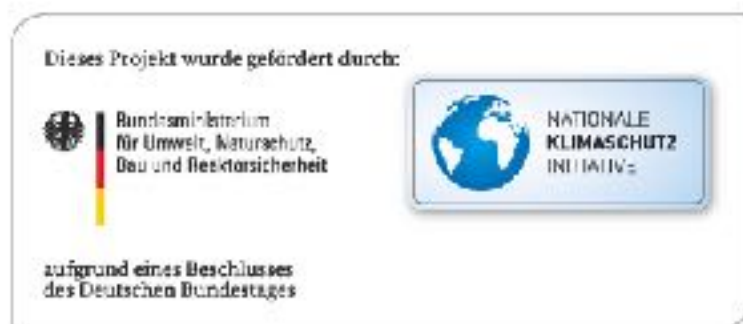 Dieses Projekt wurde gefördert durch:
Bundesministerium
für Umwelt, Naturschutz,
Bau und Reaktorsicherheit
NATIONALE
KLIMASCHUTZ
INITIATIVE
aufgrund eines Beschlusses
des Deutschen Bundestages